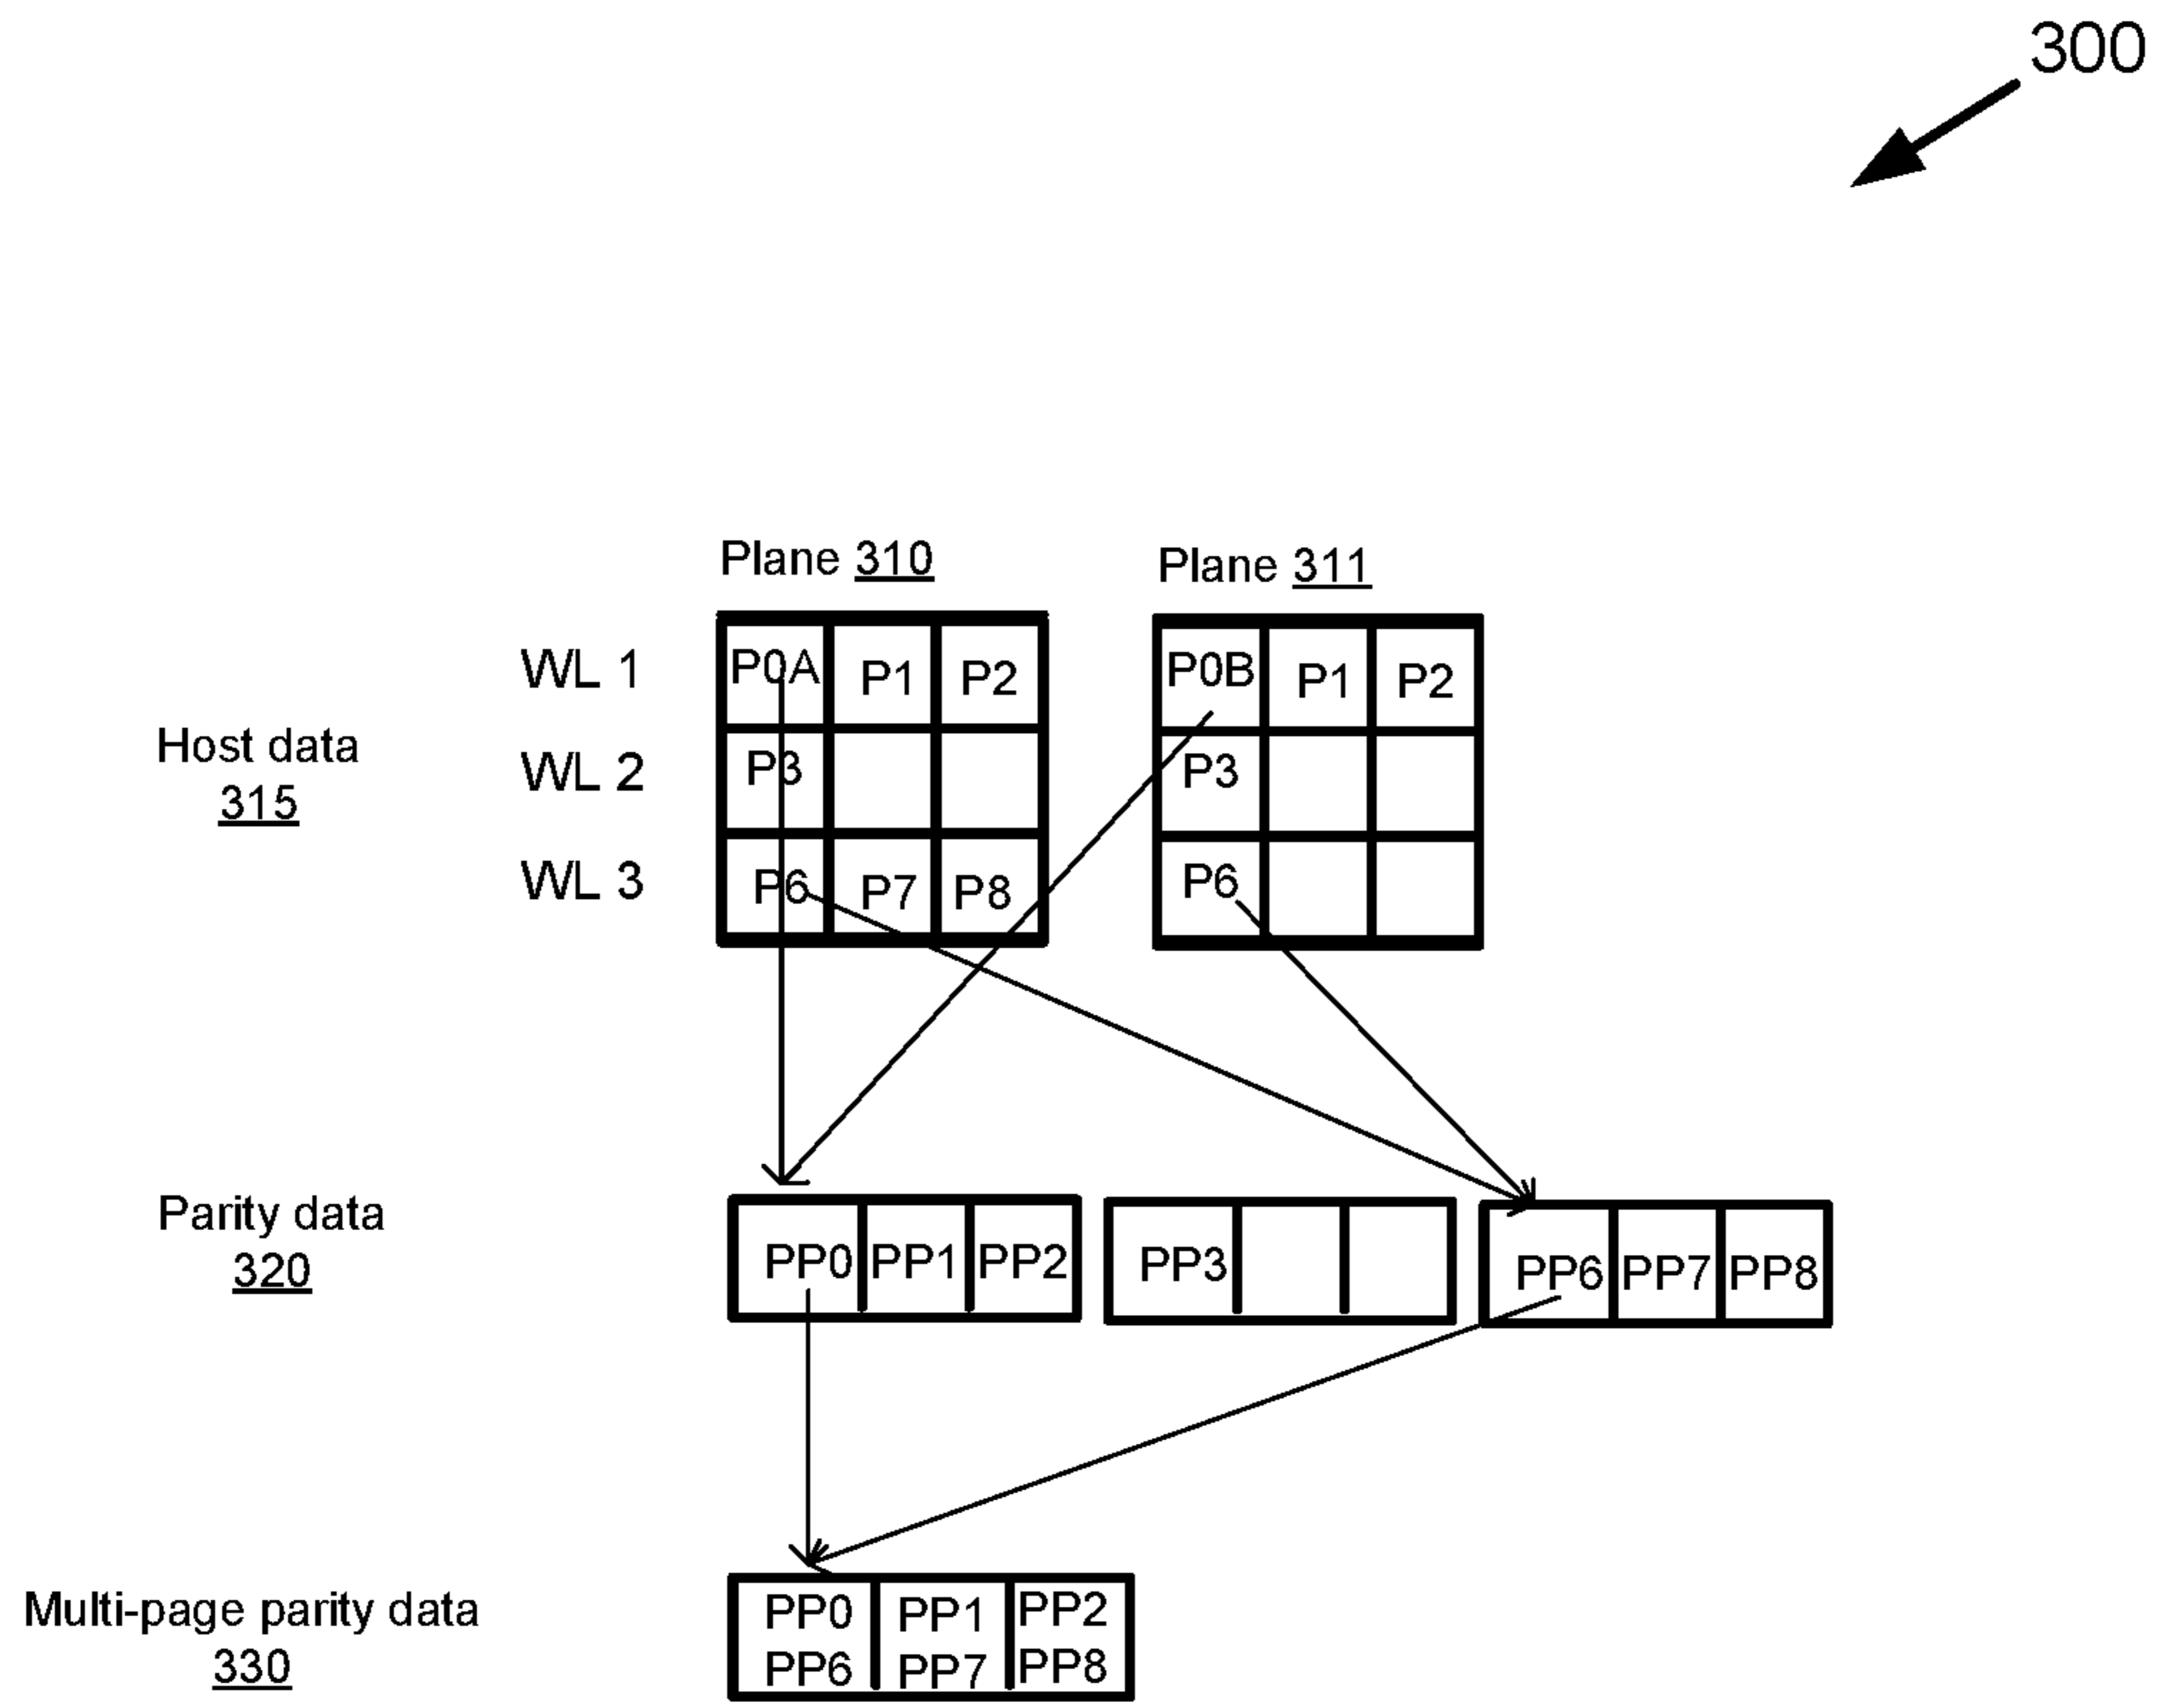 300
Plane 310
Plane 311
WL 1
P0A P1 P2
P0B P1 P2
Host data
315
WL 2
P3
P3
WL 3
P6 P7 P8
P6
Parity data
320
PP0 PP1 PP2
PP3
PP6 PP7 PP8
Multi-page parity data
330
PP0 PP1 PP2
PP6 PP7 PP8